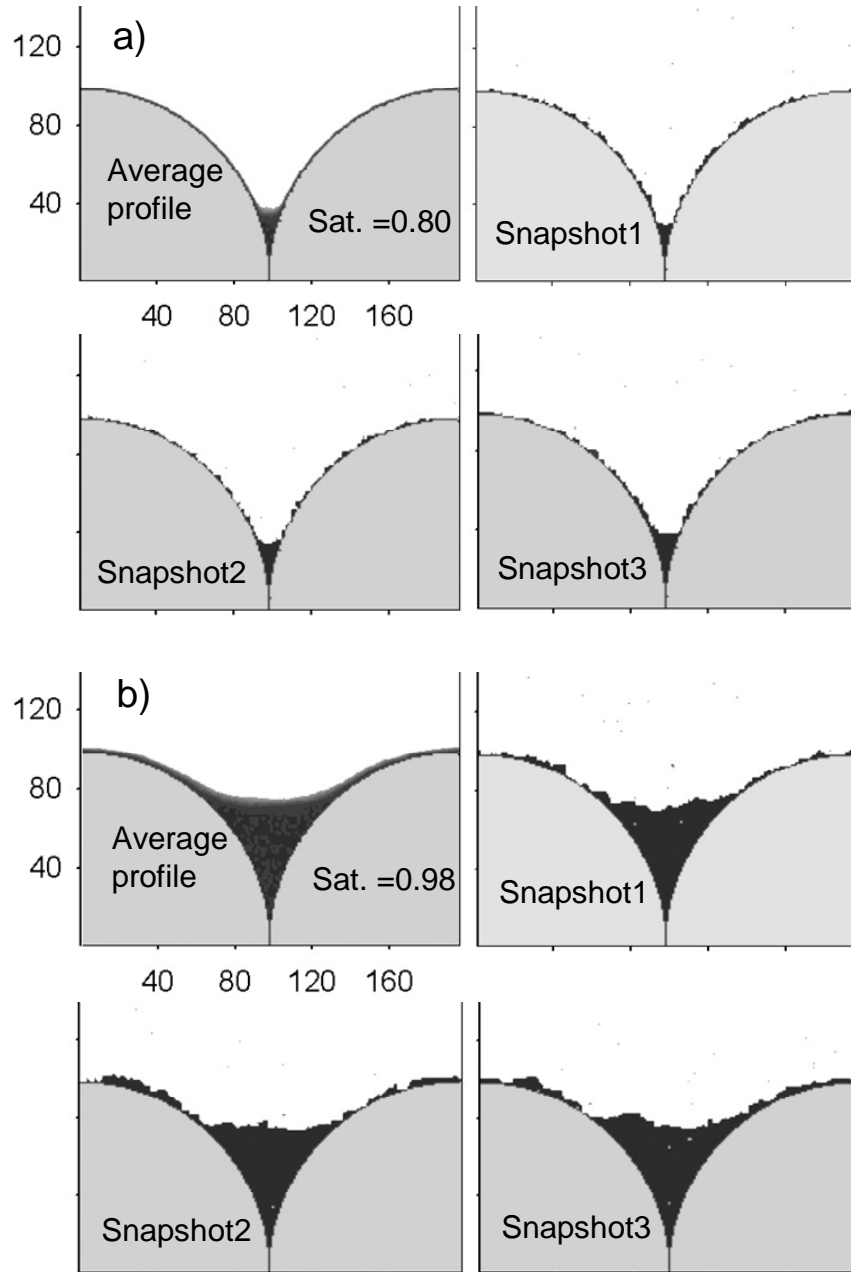 a)
120
80
40
Average
profile
Sat. =0.80
Snapshot1
40 80 120 160
Snapshot2
Snapshot3
b)
120
80
40
Average
profile
Sat. =0.98
Snapshot1
40 80 120 160
Snapshot2
Snapshot3